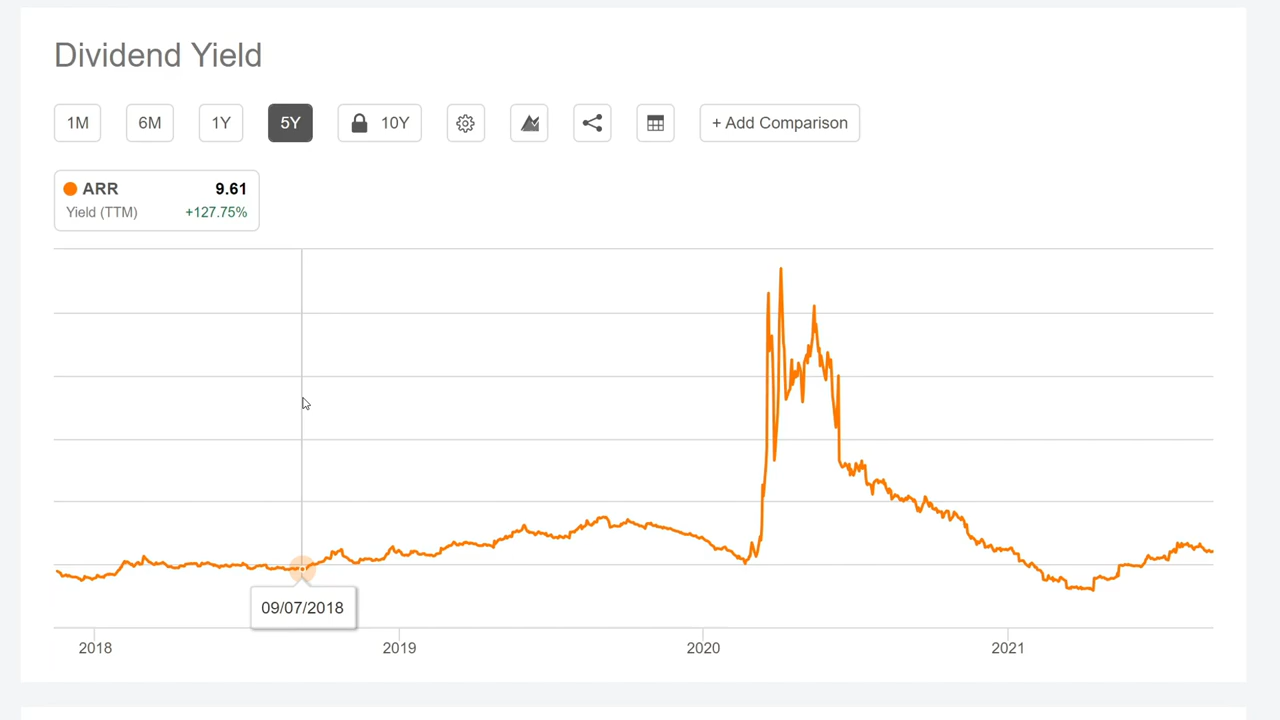 Dividend Yield
1M 6M 1Y 5Y 10Y + Add Comparison
ARR 9.61
Yield (TTM) +127.75%
09/07/2018
2018 2019 2020 2021